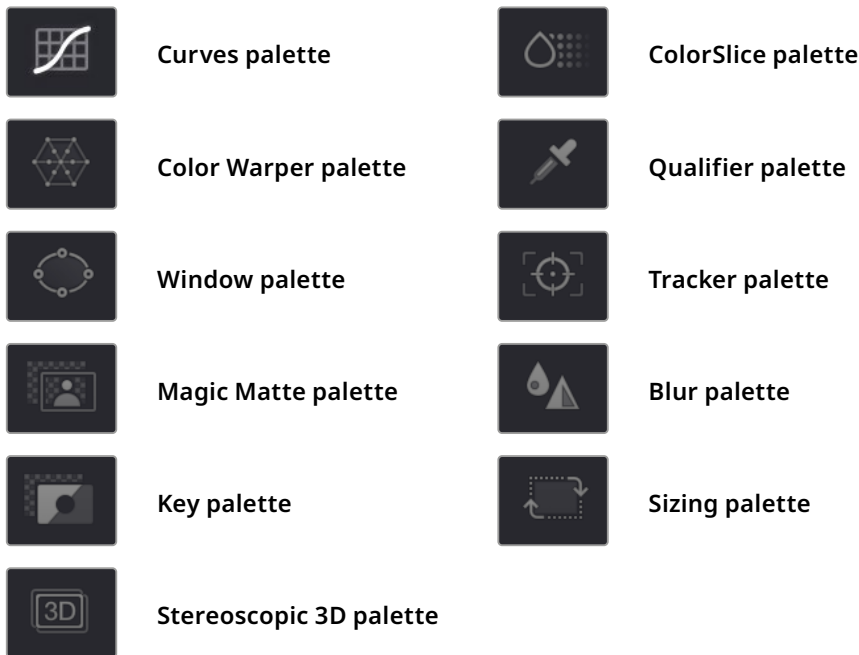 Curves palette
ColorSlice palette
Color Warper palette
Qualifier palette
Window palette
Tracker palette
Magic Matte palette
Blur palette
Key palette
Sizing palette
3D
Stereoscopic 3D palette